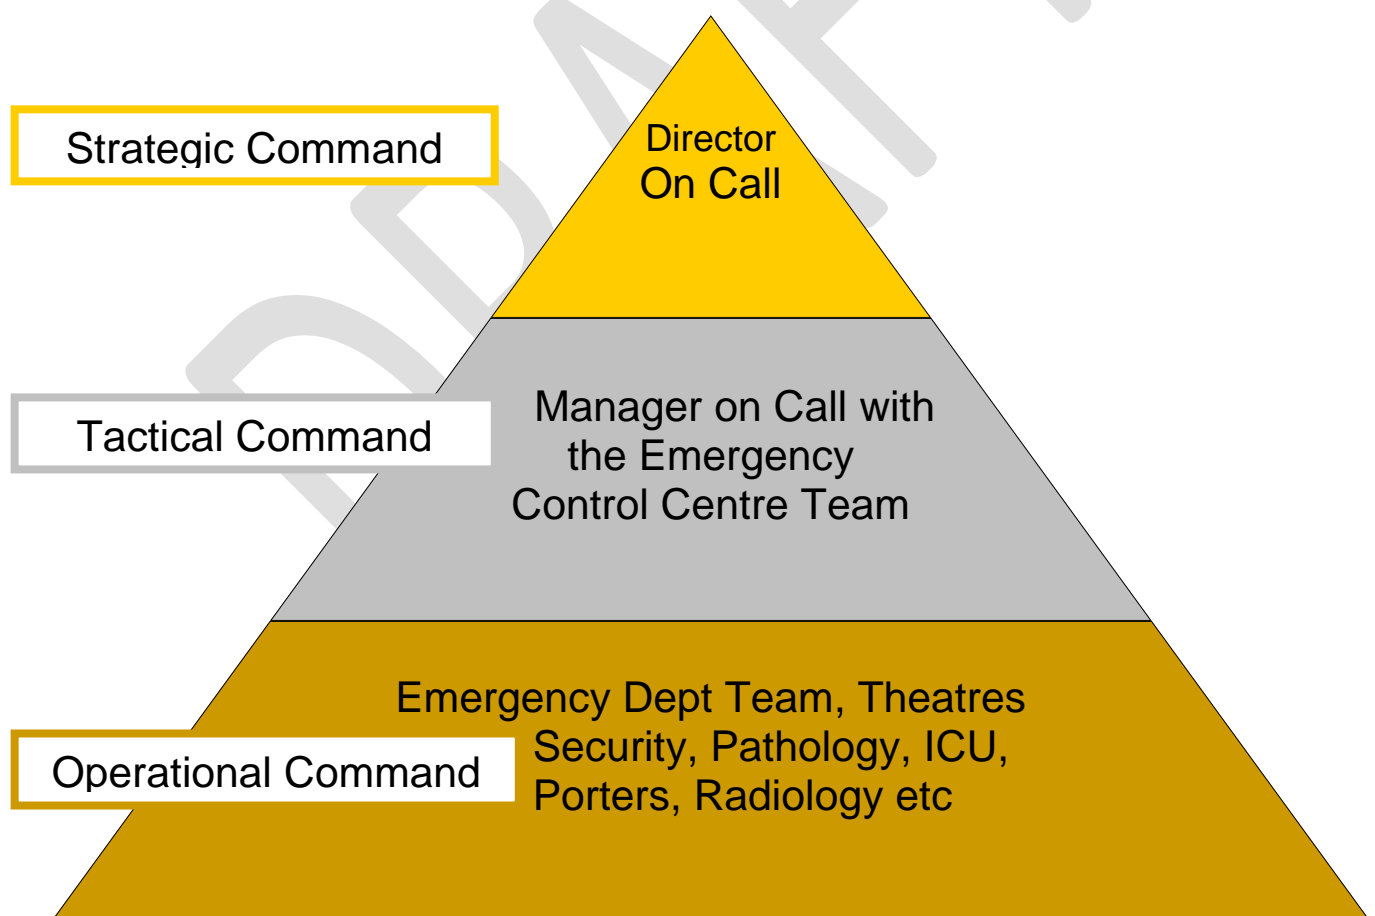 DRAFT
Strategic Command
Director
On Call
Tactical Command
Manager on Call with
the Emergency
Control Centre Team
Operational Command
Emergency Dept Team, Theatres
Security, Pathology, ICU,
Porters, Radiology etc